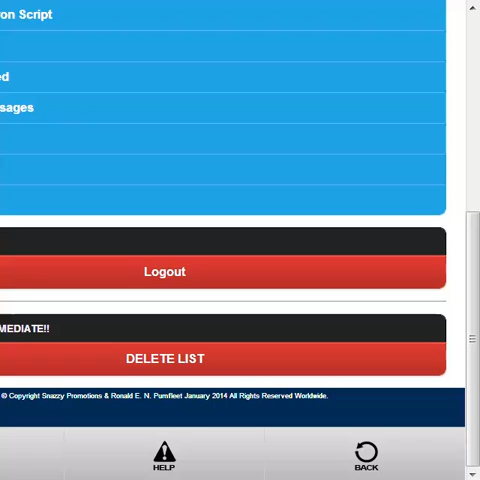 on Script
ed
sages
Logout
MEDIATE!!
DELETE LIST
© Copyright Snazzy Promotions & Ronald E. N. Pumfleet January 2014 All Rights Reserved Worldwide.
HELP
BACK